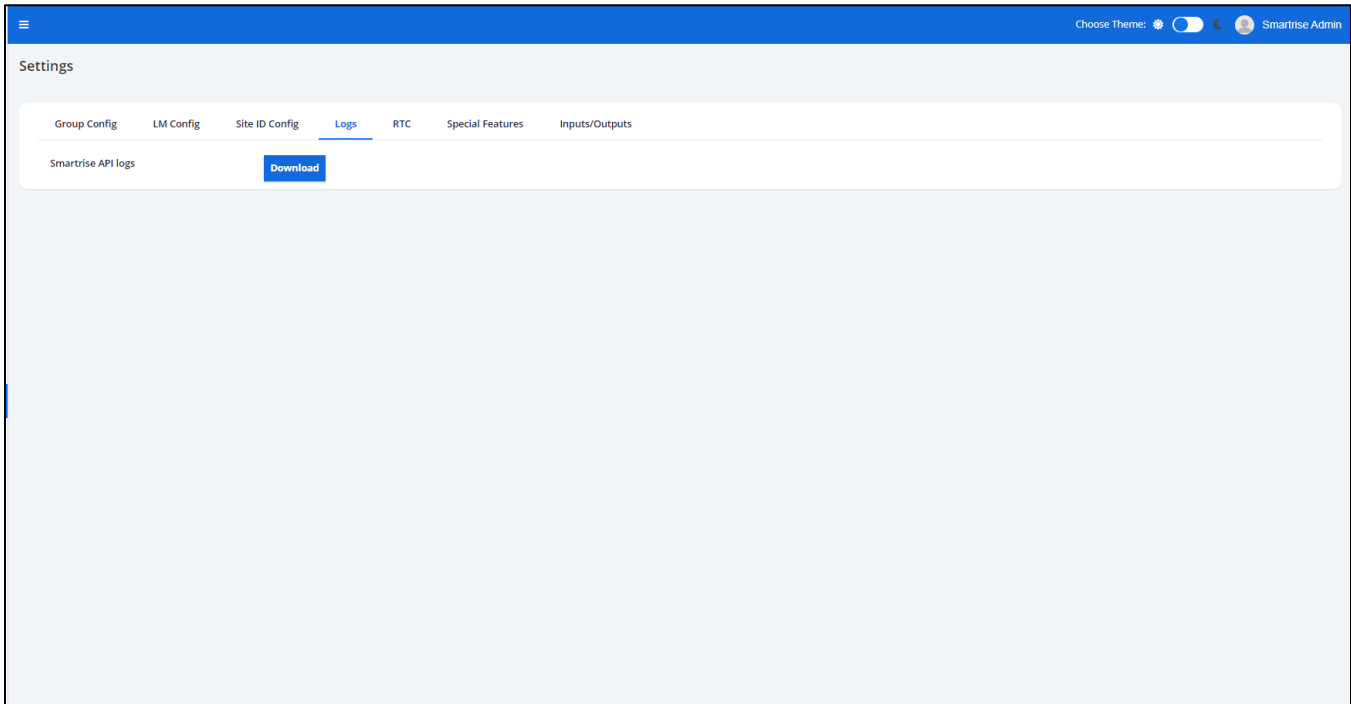 Choose Theme: Smartrise Admin
Settings
Group Config LM Config Site ID Config Logs RTC Special Features Inputs/Outputs
Smartrise API logs Download